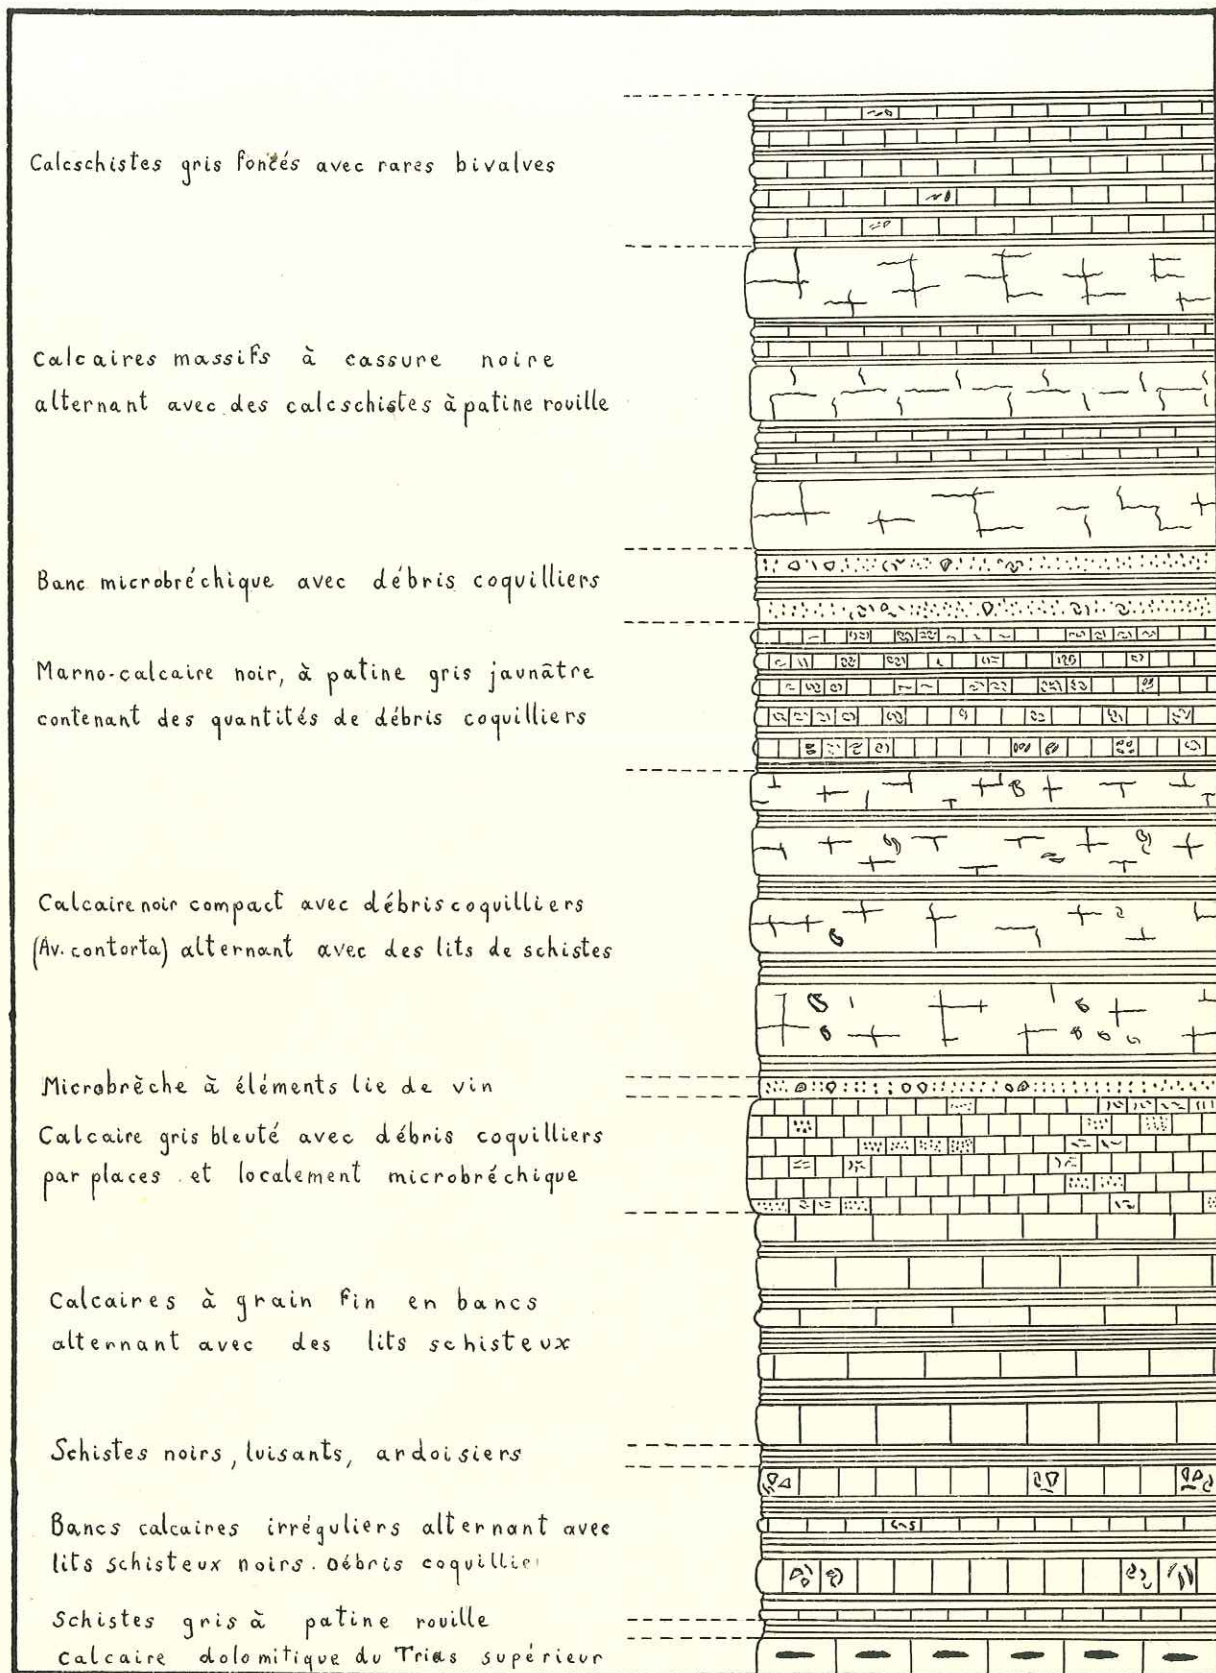 Calcschistes gris foncés avec rares bivalves
Calcaires massifs à cassure noire
alternant avec des calcschistes à patine rouille
Banc microbréchique avec débris coquilliers
Marno-calcaire noir, à patine gris jaunâtre
contenant des quantités de débris coquilliers
Calcaire noir compact avec débris coquilliers
(Av. contorta) alternant avec des lits de schistes
Microbrèche à éléments lie de vin
Calcaire gris bleuté avec débris coquilliers
par places et localement microbréchique
Calcaires à grain fin en bancs
alternant avec des lits schisteux
Schistes noirs, luisants, ardoisiers
Bancs calcaires irréguliers alternant avec
lits schisteux noirs. Débris coquillie
Schistes gris à patine rouille
Calcaire dolomitique du Trias supérieur